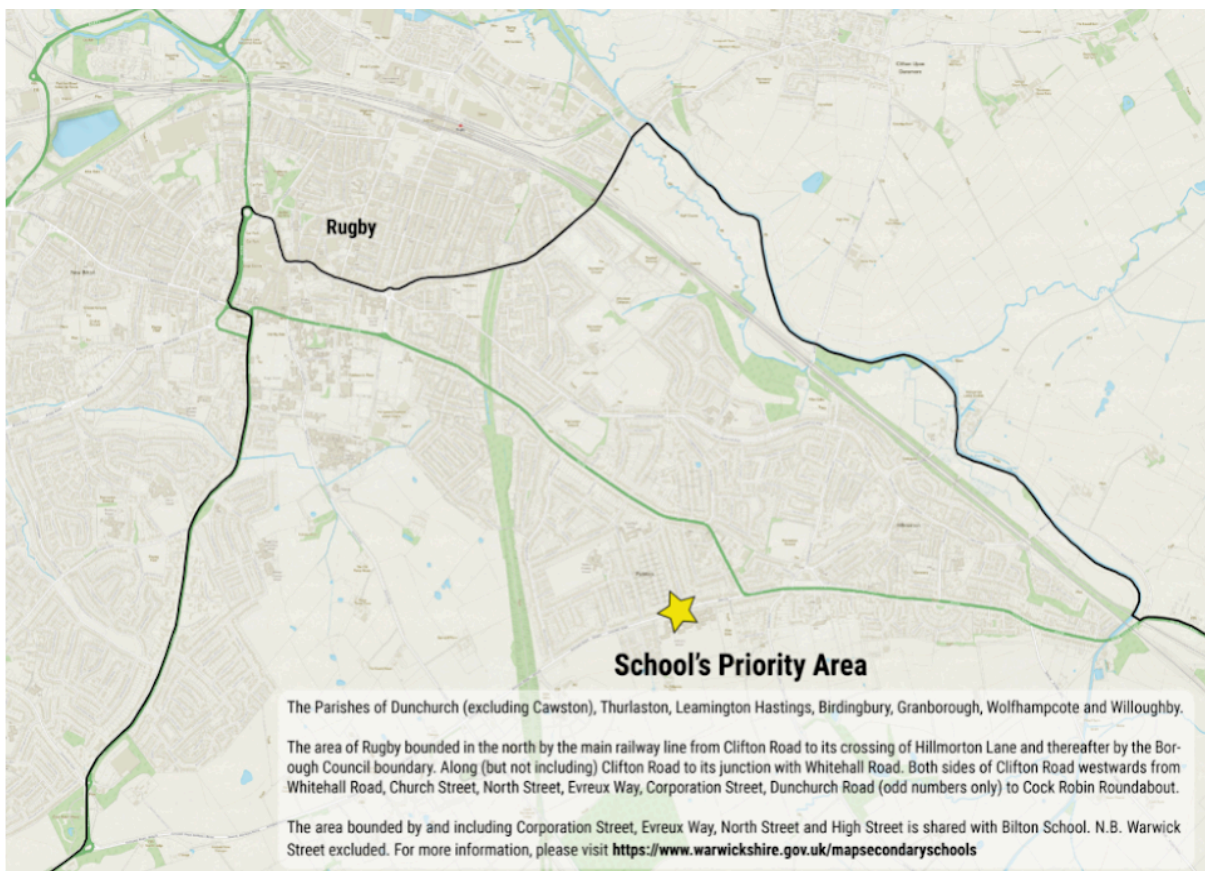 Rugby
School's Priority Area
The Parishes of Dunchurch (excluding Cawston), Thurlaston, Leamington Hastings, Birdingbury, Granborough, Wolfhampcote and Willoughby.
The area of Rugby bounded in the north by the main railway line from Clifton Road to its crossing of Hillmorton Lane and thereafter by the Bor-
ough Council boundary. Along (but not including) Clifton Road to its junction with Whitehall Road. Both sides of Clifton Road westwards from
Whitehall Road, Church Street, North Street, Evreux Way, Corporation Street, Dunchurch Road (odd numbers only) to Cock Robin Roundabout.
The area bounded by and including Corporation Street, Evreux Way, North Street and High Street is shared with Bilton School. N.B. Warwick
Street excluded. For more information, please visit https://www.warwickshire.gov.uk/mapsecondaryschools